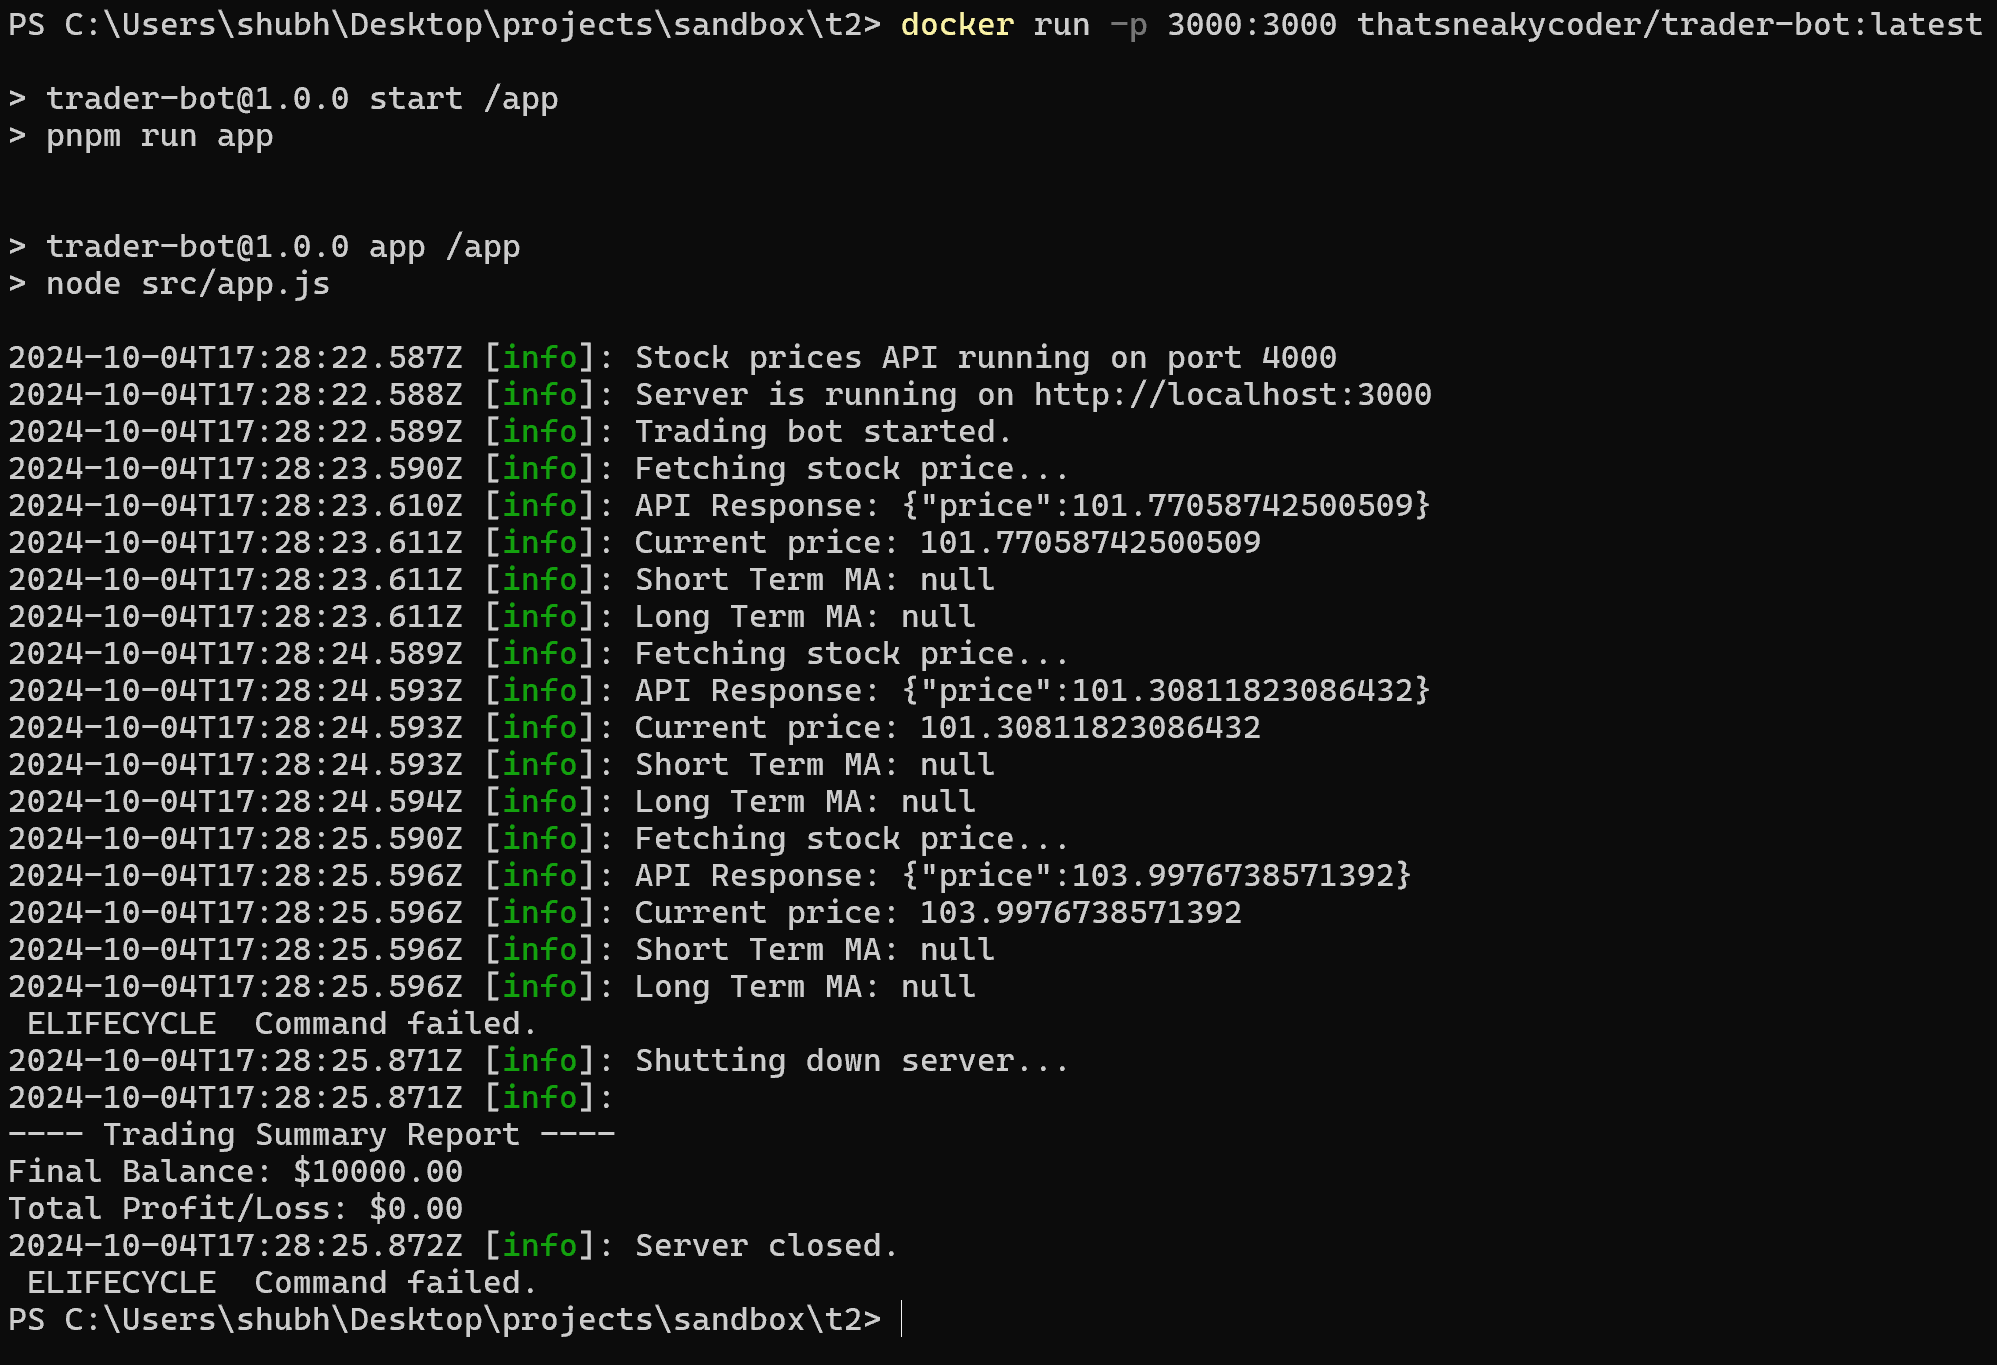 PS C:\Users\shubh\Desktop\projects\sandbox\t2> docker run -p 3000:3000 thatsneakycoder/trader-bot:latest
> trader-bot@1.0.0 start /app
> pnpm run app
> trader-bot@1.0.0 app /app
> node src/app.js
2024-10-04T17:28:22.587Z [info]: Stock prices API running on port 4000
2024-10-04T17:28:22.588Z [info]: Server is running on http://localhost:3000
2024-10-04T17:28:22.589Z [info]: Trading bot started.
2024-10-04T17:28:23.590Z [info]: Fetching stock price...
2024-10-04T17:28:23.610Z [info]: API Response: {"price":101.77058742500509}
2024-10-04T17:28:23.611Z [info]: Current price: 101.77058742500509
2024-10-04T17:28:23.611Z [info]: Short Term MA: null
2024-10-04T17:28:23.611Z [info]: Long Term MA: null
2024-10-04T17:28:24.589Z [info]: Fetching stock price...
2024-10-04T17:28:24.593Z [info]: API Response: {"price":101.30811823086432}
2024-10-04T17:28:24.593Z [info]: Current price: 101.30811823086432
2024-10-04T17:28:24.593Z [info]: Short Term MA: null
2024-10-04T17:28:24.594Z [info]: Long Term MA: null
2024-10-04T17:28:25.590Z [info]: Fetching stock price...
2024-10-04T17:28:25.596Z [info]: API Response: {"price":103.9976738571392}
2024-10-04T17:28:25.596Z [info]: Current price: 103.9976738571392
2024-10-04T17:28:25.596Z [info]: Short Term MA: null
2024-10-04T17:28:25.596Z [info]: Long Term MA: null
ELIFECYCLE  Command failed.
2024-10-04T17:28:25.871Z [info]: Shutting down server...
2024-10-04T17:28:25.871Z [info]:
---- Trading Summary Report ----
Final Balance: $10000.00
Total Profit/Loss: $0.00
2024-10-04T17:28:25.872Z [info]: Server closed.
ELIFECYCLE  Command failed.
PS C:\Users\shubh\Desktop\projects\sandbox\t2>